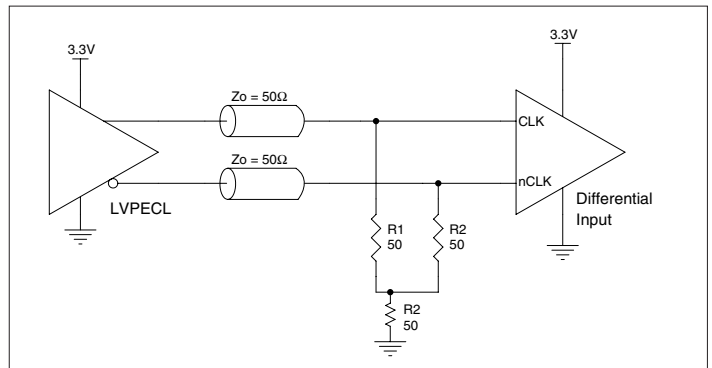 3.3V
3.3V
Zo = 50Ω
CLK
Zo = 50Ω
nCLK
LVPECL
Differential
Input
R1
50
R2
50
R2
50